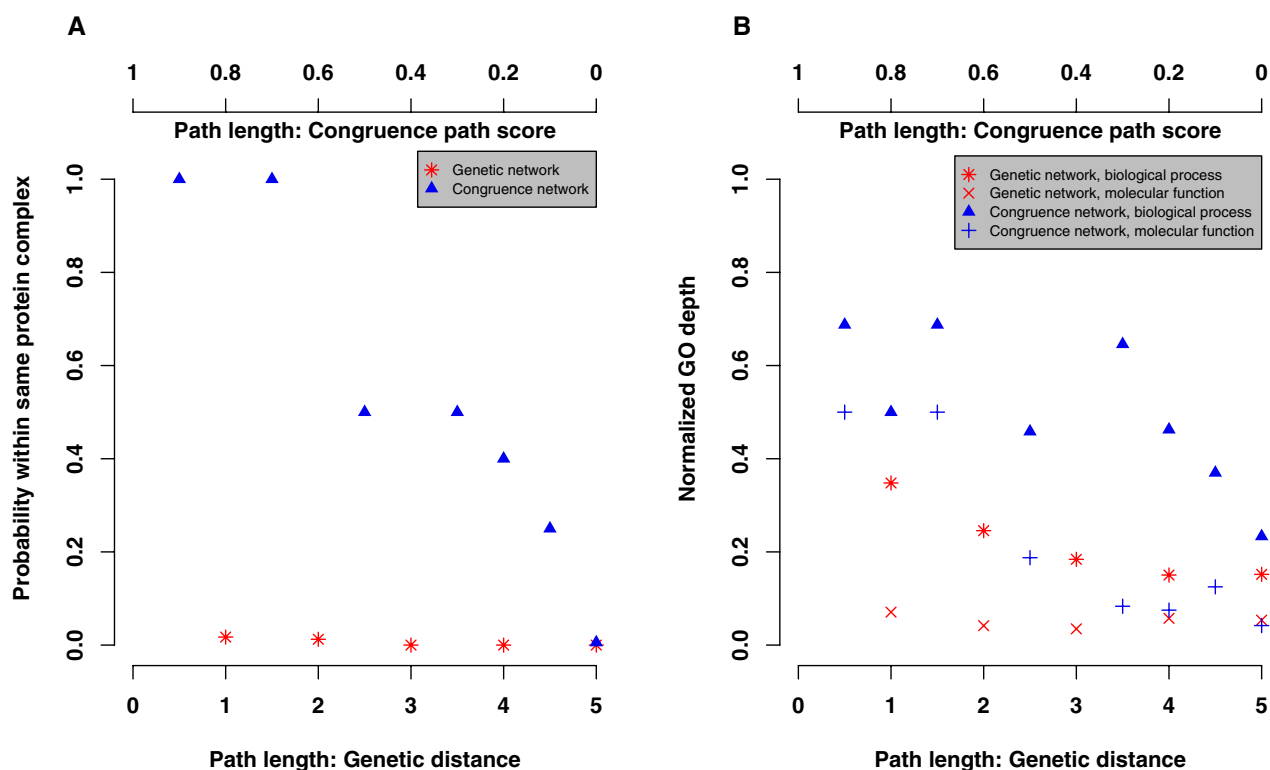 A
1 0.8 0.6 0.4 0.2 0
Path length: Congruence path score
Genetic network
Congruence network
Probability within same protein complex
1.0
0.8
0.6
0.4
0.2
0.0
0 1 2 3 4 5
Path length: Genetic distance
B
1 0.8 0.6 0.4 0.2 0
Path length: Congruence path score
Genetic network, biological process
Genetic network, molecular function
Congruence network, biological process
Congruence network, molecular function
Normalized GO depth
1.0
0.8
0.6
0.4
0.2
0.0
0 1 2 3 4 5
Path length: Genetic distance